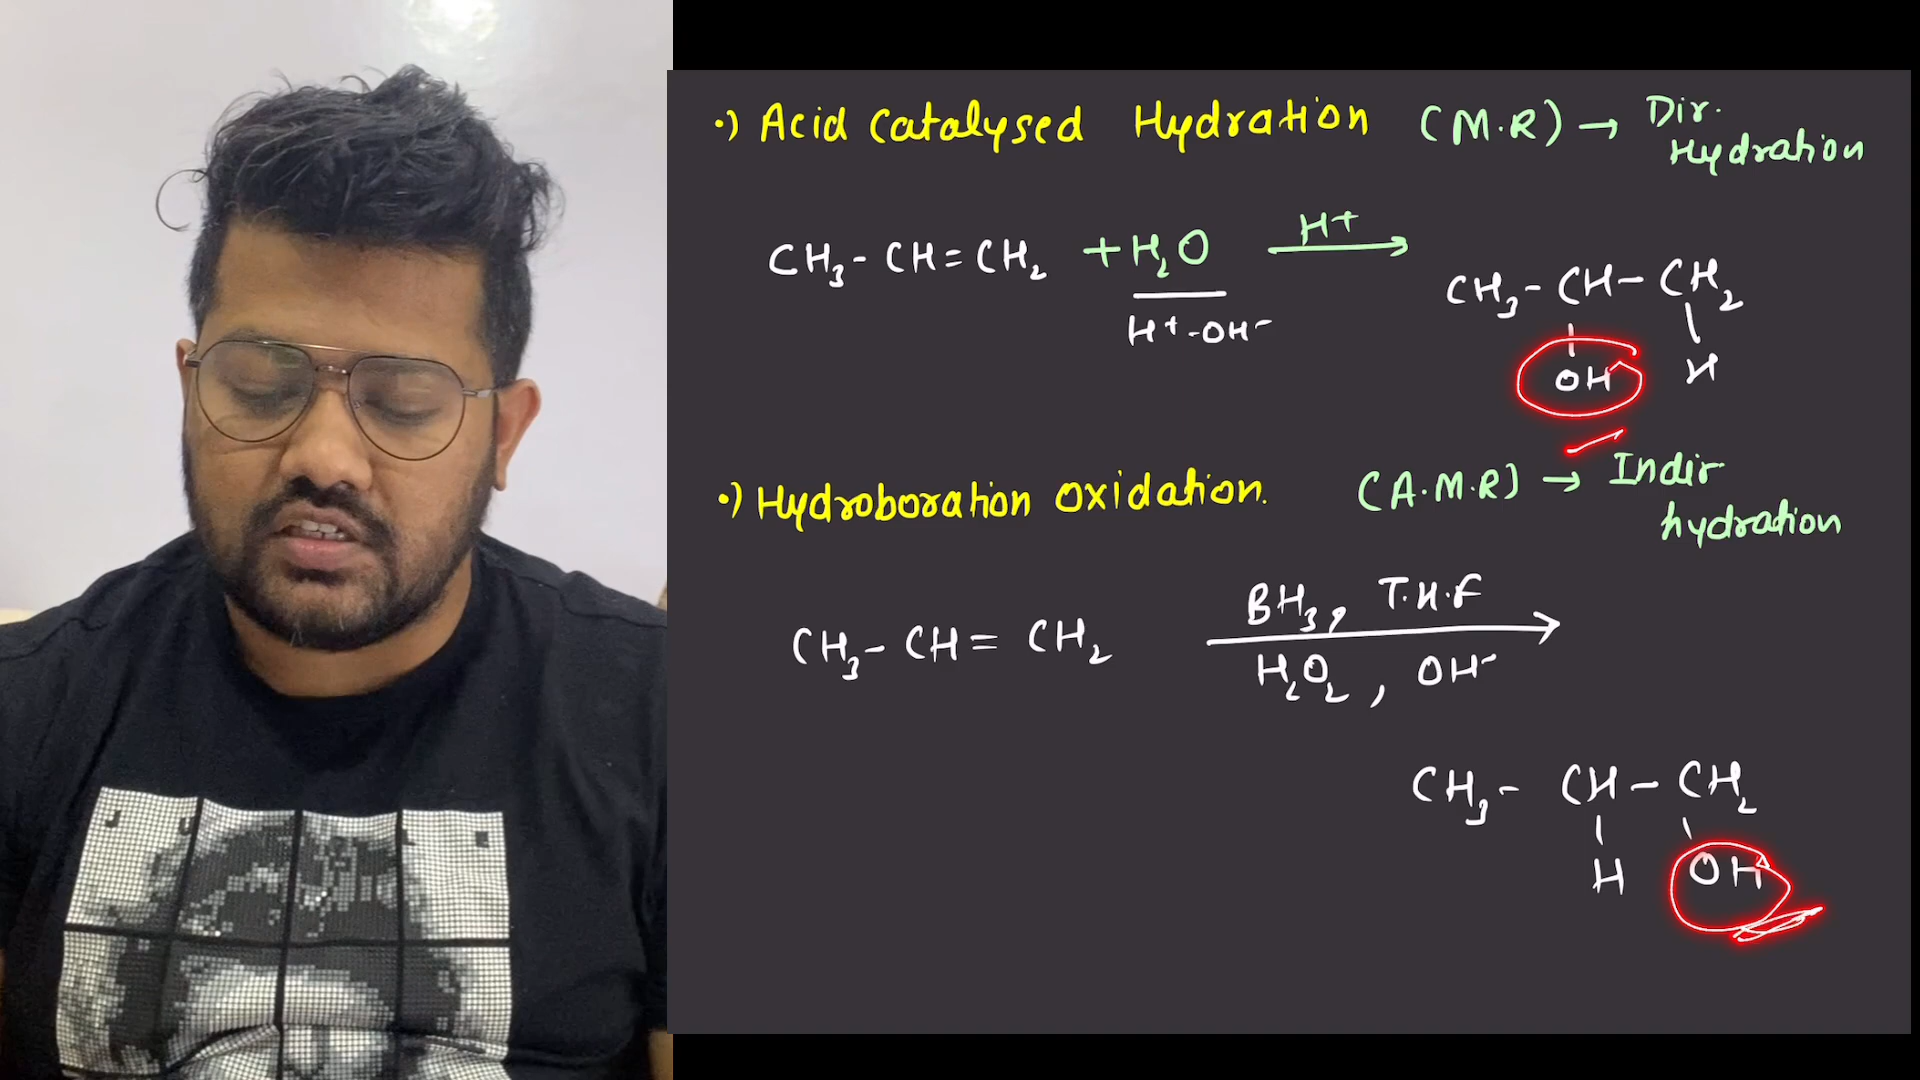 •) Acid Catalysed Hydration (M.R) → Dir. Hydration
CH₃- CH=CH₂ + H₂O H+ →
H+ -OH-
CH₃- CH- CH₂
OH H
•) Hydroboration Oxidation. (A.M.R) → Indir hydration
CH₃- CH= CH₂ BH₃, T.H.F →
H₂O₂, OH-
CH₃- CH- CH₂
H OH